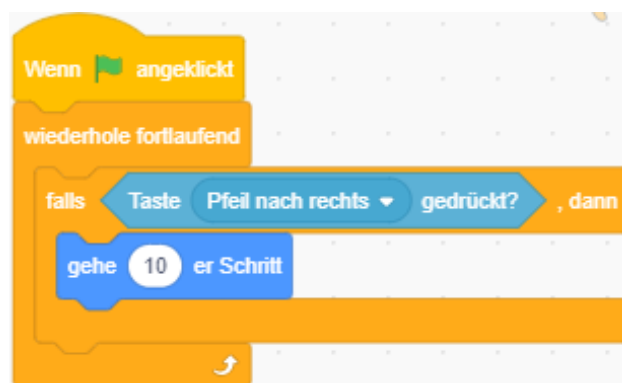 Wenn angeklickt
wiederhole fortlaufend
falls Taste Pfeil nach rechts gedrückt? , dann
gehe 10 er Schritt